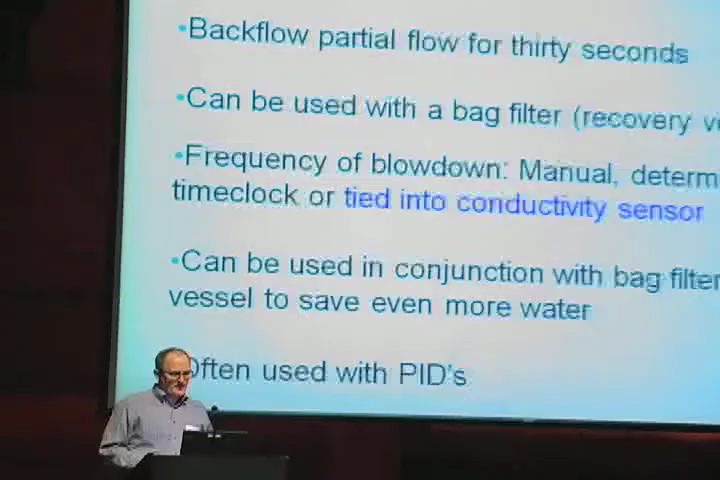 •Backflow partial flow for thirty seconds
•Can be used with a bag filter (recovery
•Frequency of blowdown: Manual, determ
timeclock or tied into conductivity sensor
•Can be used in conjunction with bag filter
vessel to save even more water
Often used with PID's